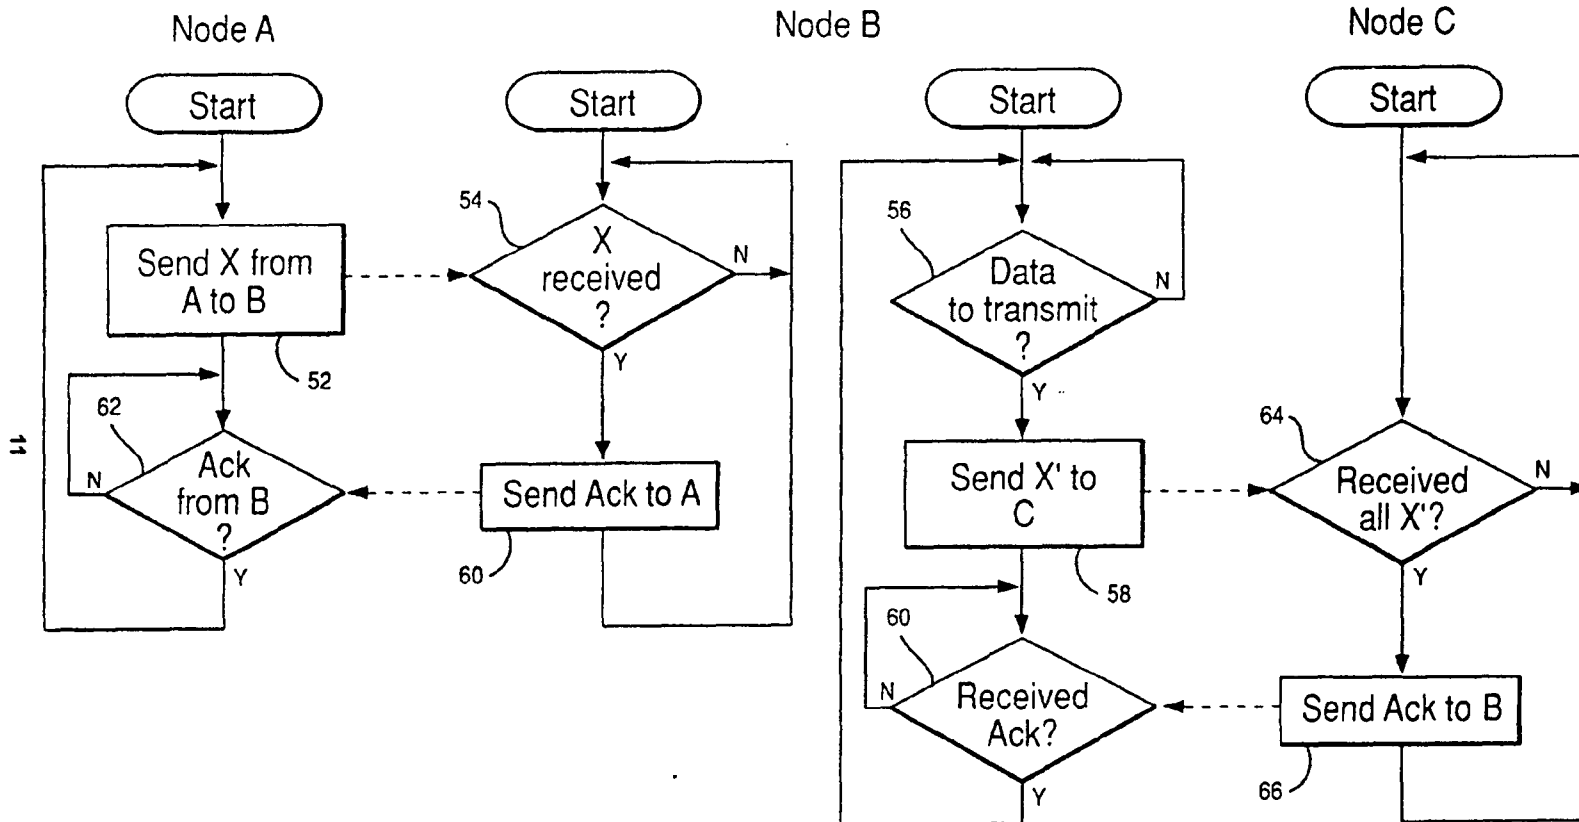 Node A
Node B
Node C
Start
Start
Start
Start
Send X from
A to B
52
54
X
received
?
N
Y
56
Data
to transmit
?
N
Y
62
Ack
from B
?
N
Y
Send Ack to A
60
Send X' to
C
58
64
Received
all X'?
N
Y
60
Received
Ack?
N
Y
Send Ack to B
66
11